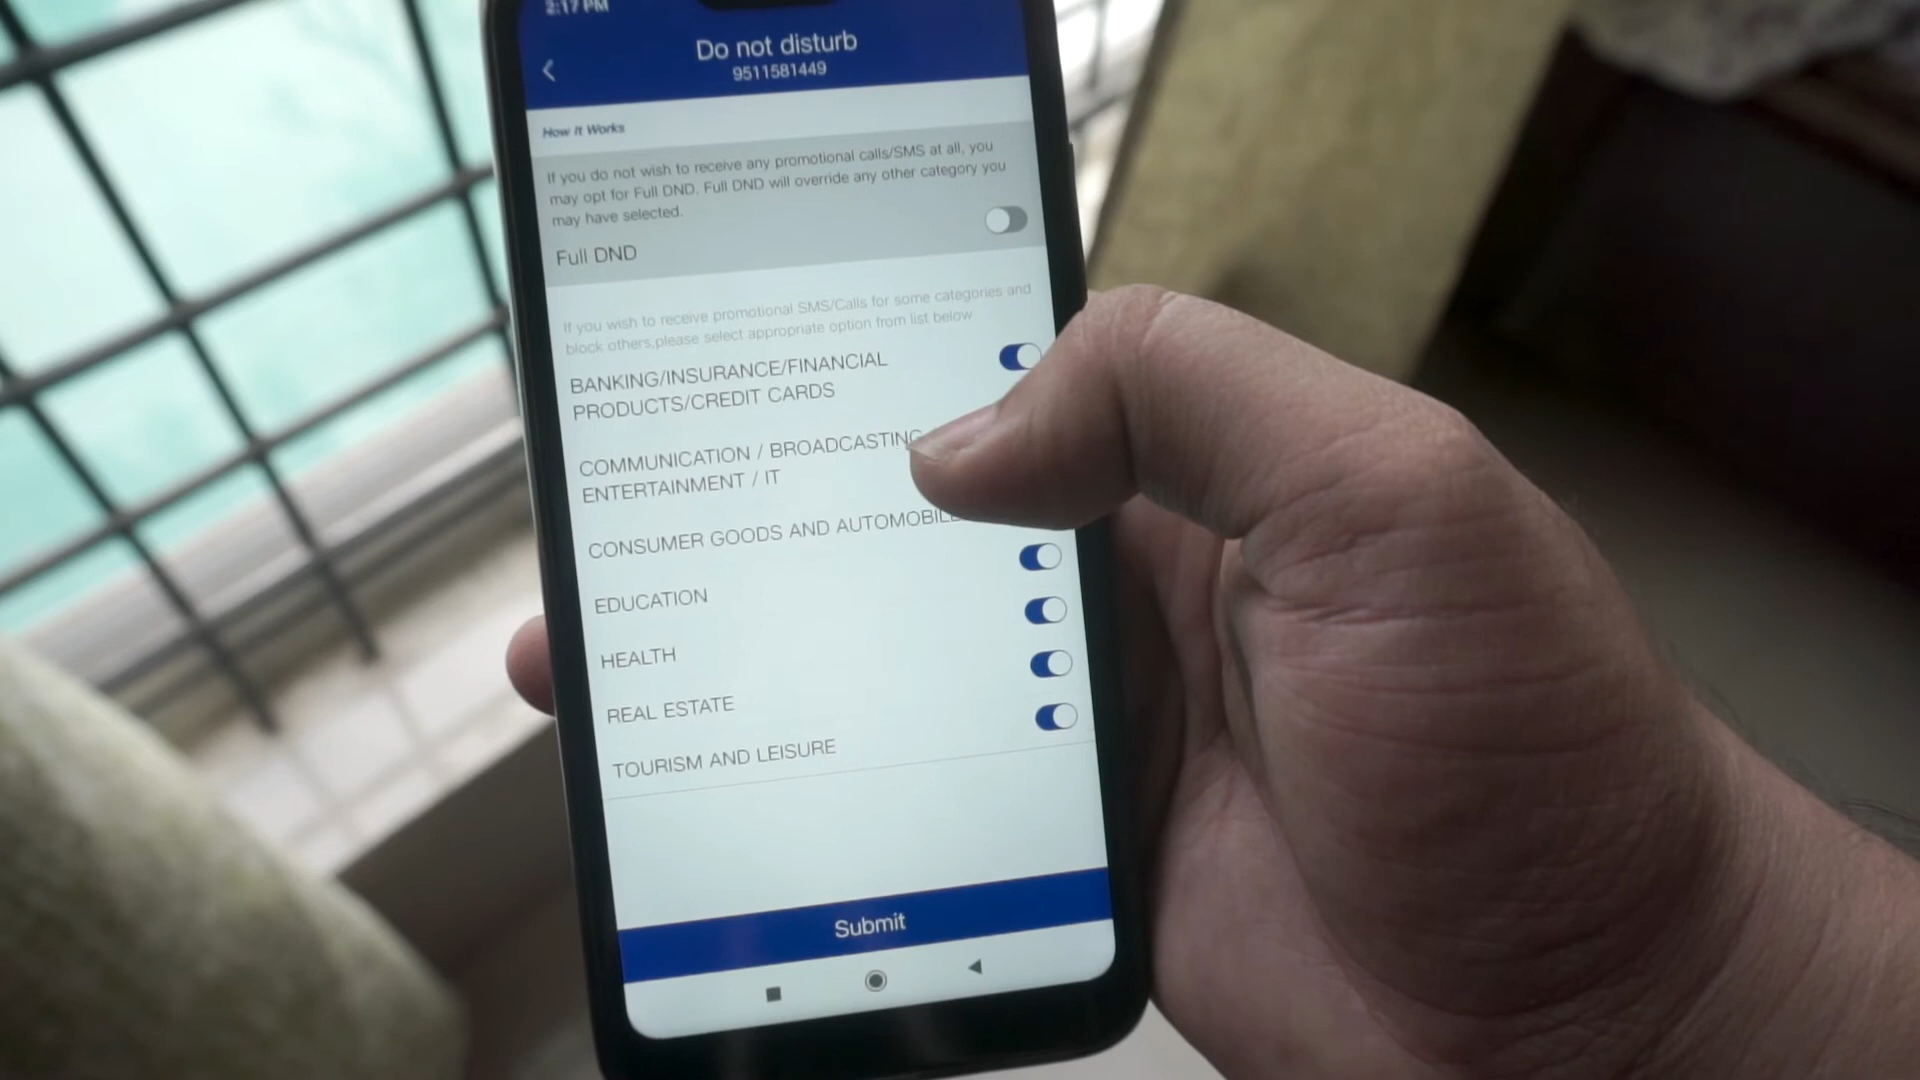 2:17 PM
Do not disturb
9511581449
How It Works
If you do not wish to receive any promotional calls/SMS at all, you
may opt for Full DND. Full DND will override any other category you
may have selected.
Full DND
If you wish to receive promotional SMS/Calls for some categories and
block others,please select appropriate option from list below
BANKING/INSURANCE/FINANCIAL
PRODUCTS/CREDIT CARDS
COMMUNICATION / BROADCASTING
ENTERTAINMENT / IT
CONSUMER GOODS AND AUTOMOBILE
EDUCATION
HEALTH
REAL ESTATE
TOURISM AND LEISURE
Submit